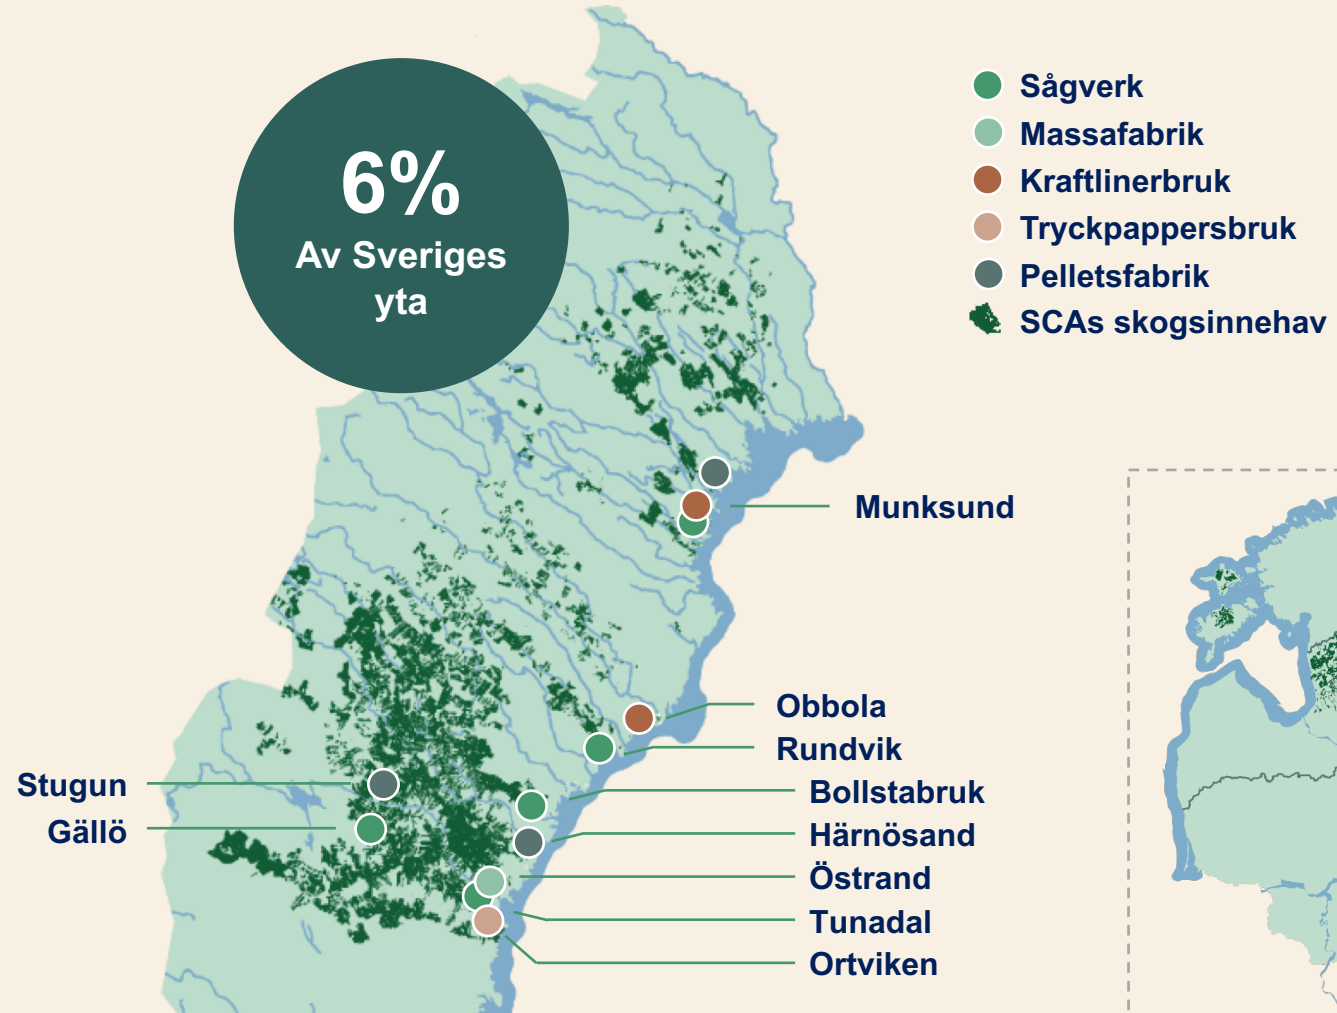 6%
Av Sveriges
yta
Sågverk
Massafabrik
Kraftlinerbruk
Tryckpappersbruk
Pelletsfabrik
SCAs skogsinnehav
Munksund
Obbola
Rundvik
Stugun
Gällö
Bollstabruk
Härnösand
Östrand
Tunadal
Ortviken